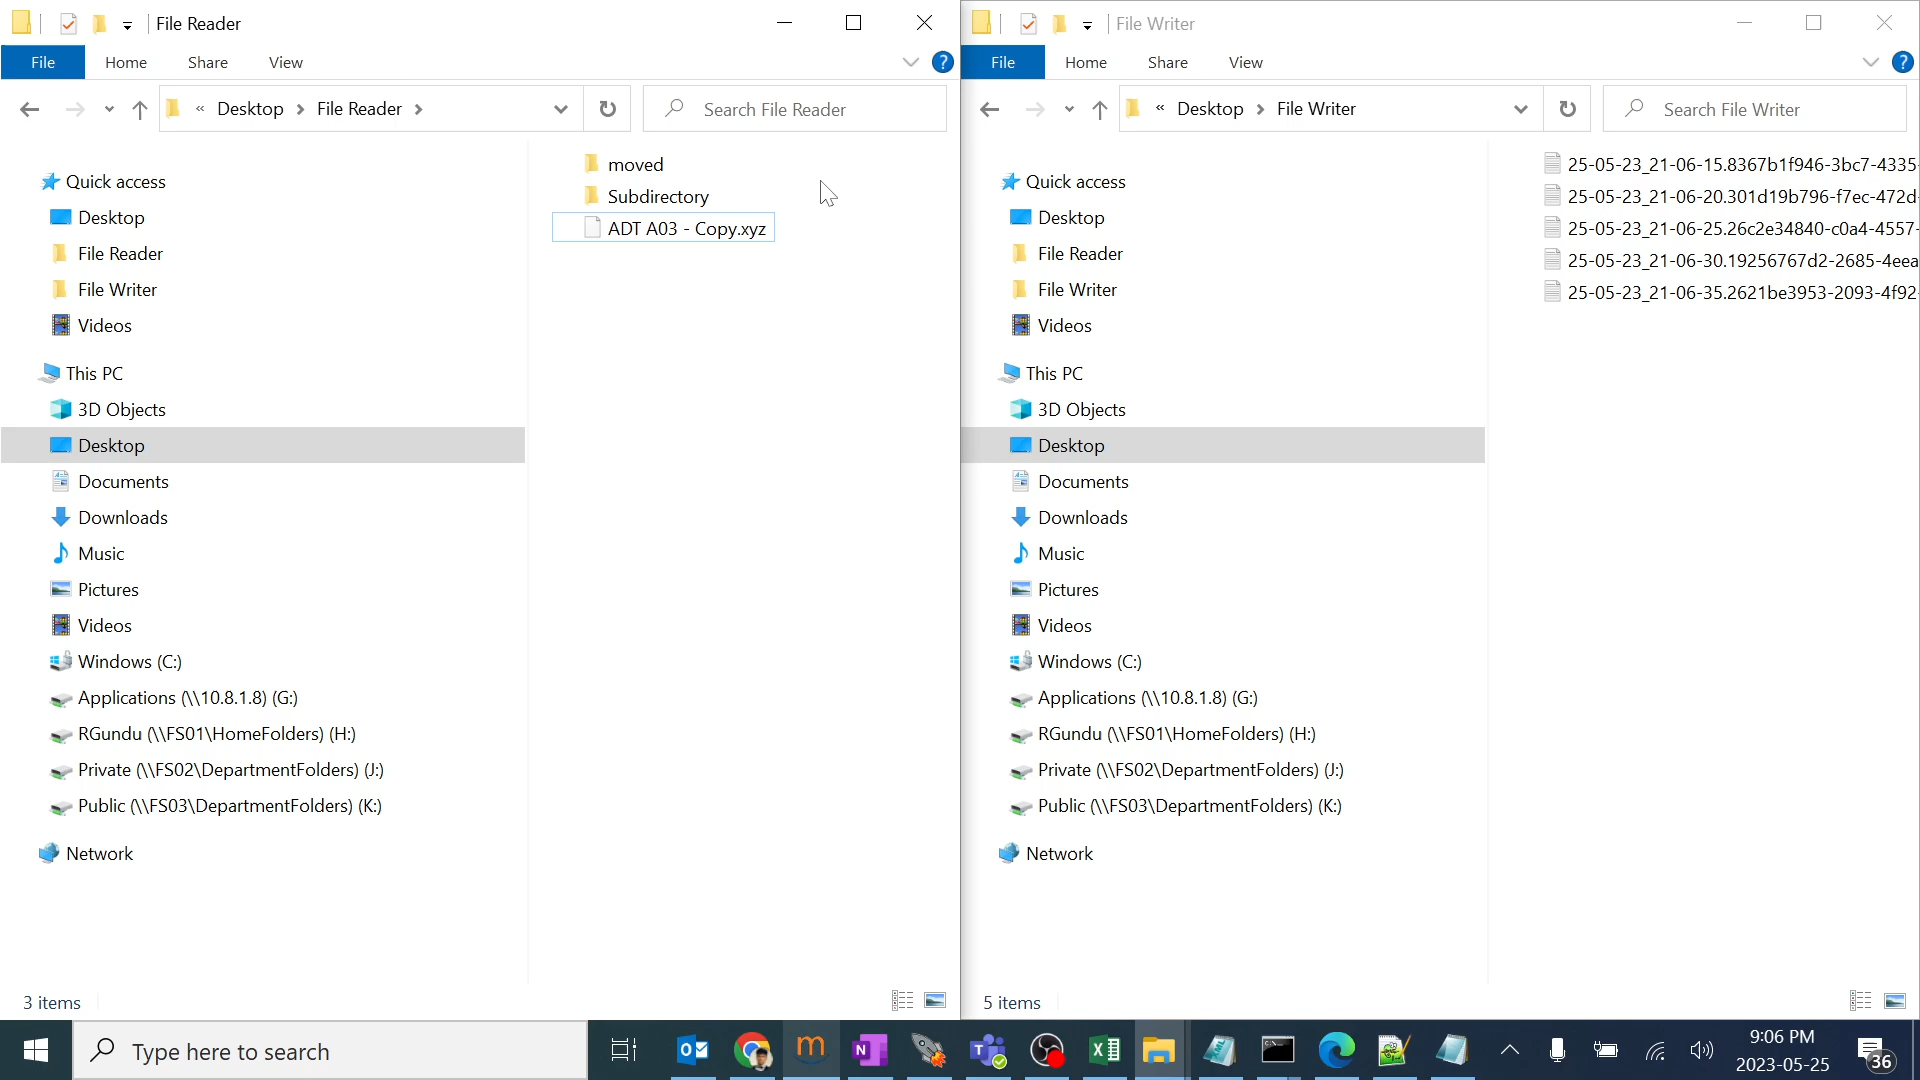 File Reader
File Home Share View
« Desktop > File Reader >
Search File Reader
Quick access
Desktop
File Reader
File Writer
Videos
This PC
3D Objects
Desktop
Documents
Downloads
Music
Pictures
Videos
Windows (C:)
Applications (\\10.8.1.8) (G:)
RGundu (\\FS01\HomeFolders) (H:)
Private (\\FS02\DepartmentFolders) (J:)
Public (\\FS03\DepartmentFolders) (K:)
Network
moved
Subdirectory
ADT A03 - Copy.xyz
3 items
File Writer
File Home Share View
« Desktop > File Writer
Search File Writer
Quick access
Desktop
File Reader
File Writer
Videos
This PC
3D Objects
Desktop
Documents
Downloads
Music
Pictures
Videos
Windows (C:)
Applications (\\10.8.1.8) (G:)
RGundu (\\FS01\HomeFolders) (H:)
Private (\\FS02\DepartmentFolders) (J:)
Public (\\FS03\DepartmentFolders) (K:)
Network
25-05-23_21-06-15.8367b1f946-3bc7-4335-
25-05-23_21-06-20.301d19b796-f7ec-472d-
25-05-23_21-06-25.26c2e34840-c0a4-4557-
25-05-23_21-06-30.19256767d2-2685-4eea
25-05-23_21-06-35.2621be3953-2093-4f92-
5 items
Type here to search
9:06 PM
2023-05-25
36